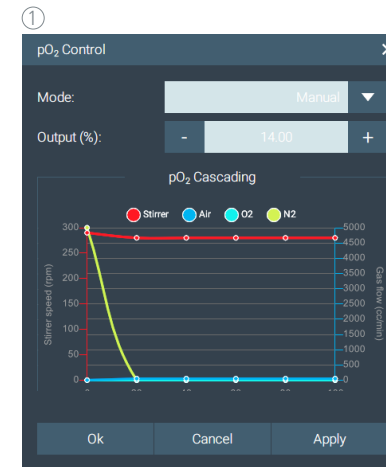 ①
pO₂ Control
Mode:
Manual
Output (%):
-
14.00
+
pO₂ Cascading
Stirrer Air O2 N2
300
250
200
150
100
50
0
Stirrer speed (rpm)
5000
4500
4000
3500
3000
2500
2000
1500
1000
500
0
Gas flow (cc/min)
Ok Cancel Apply